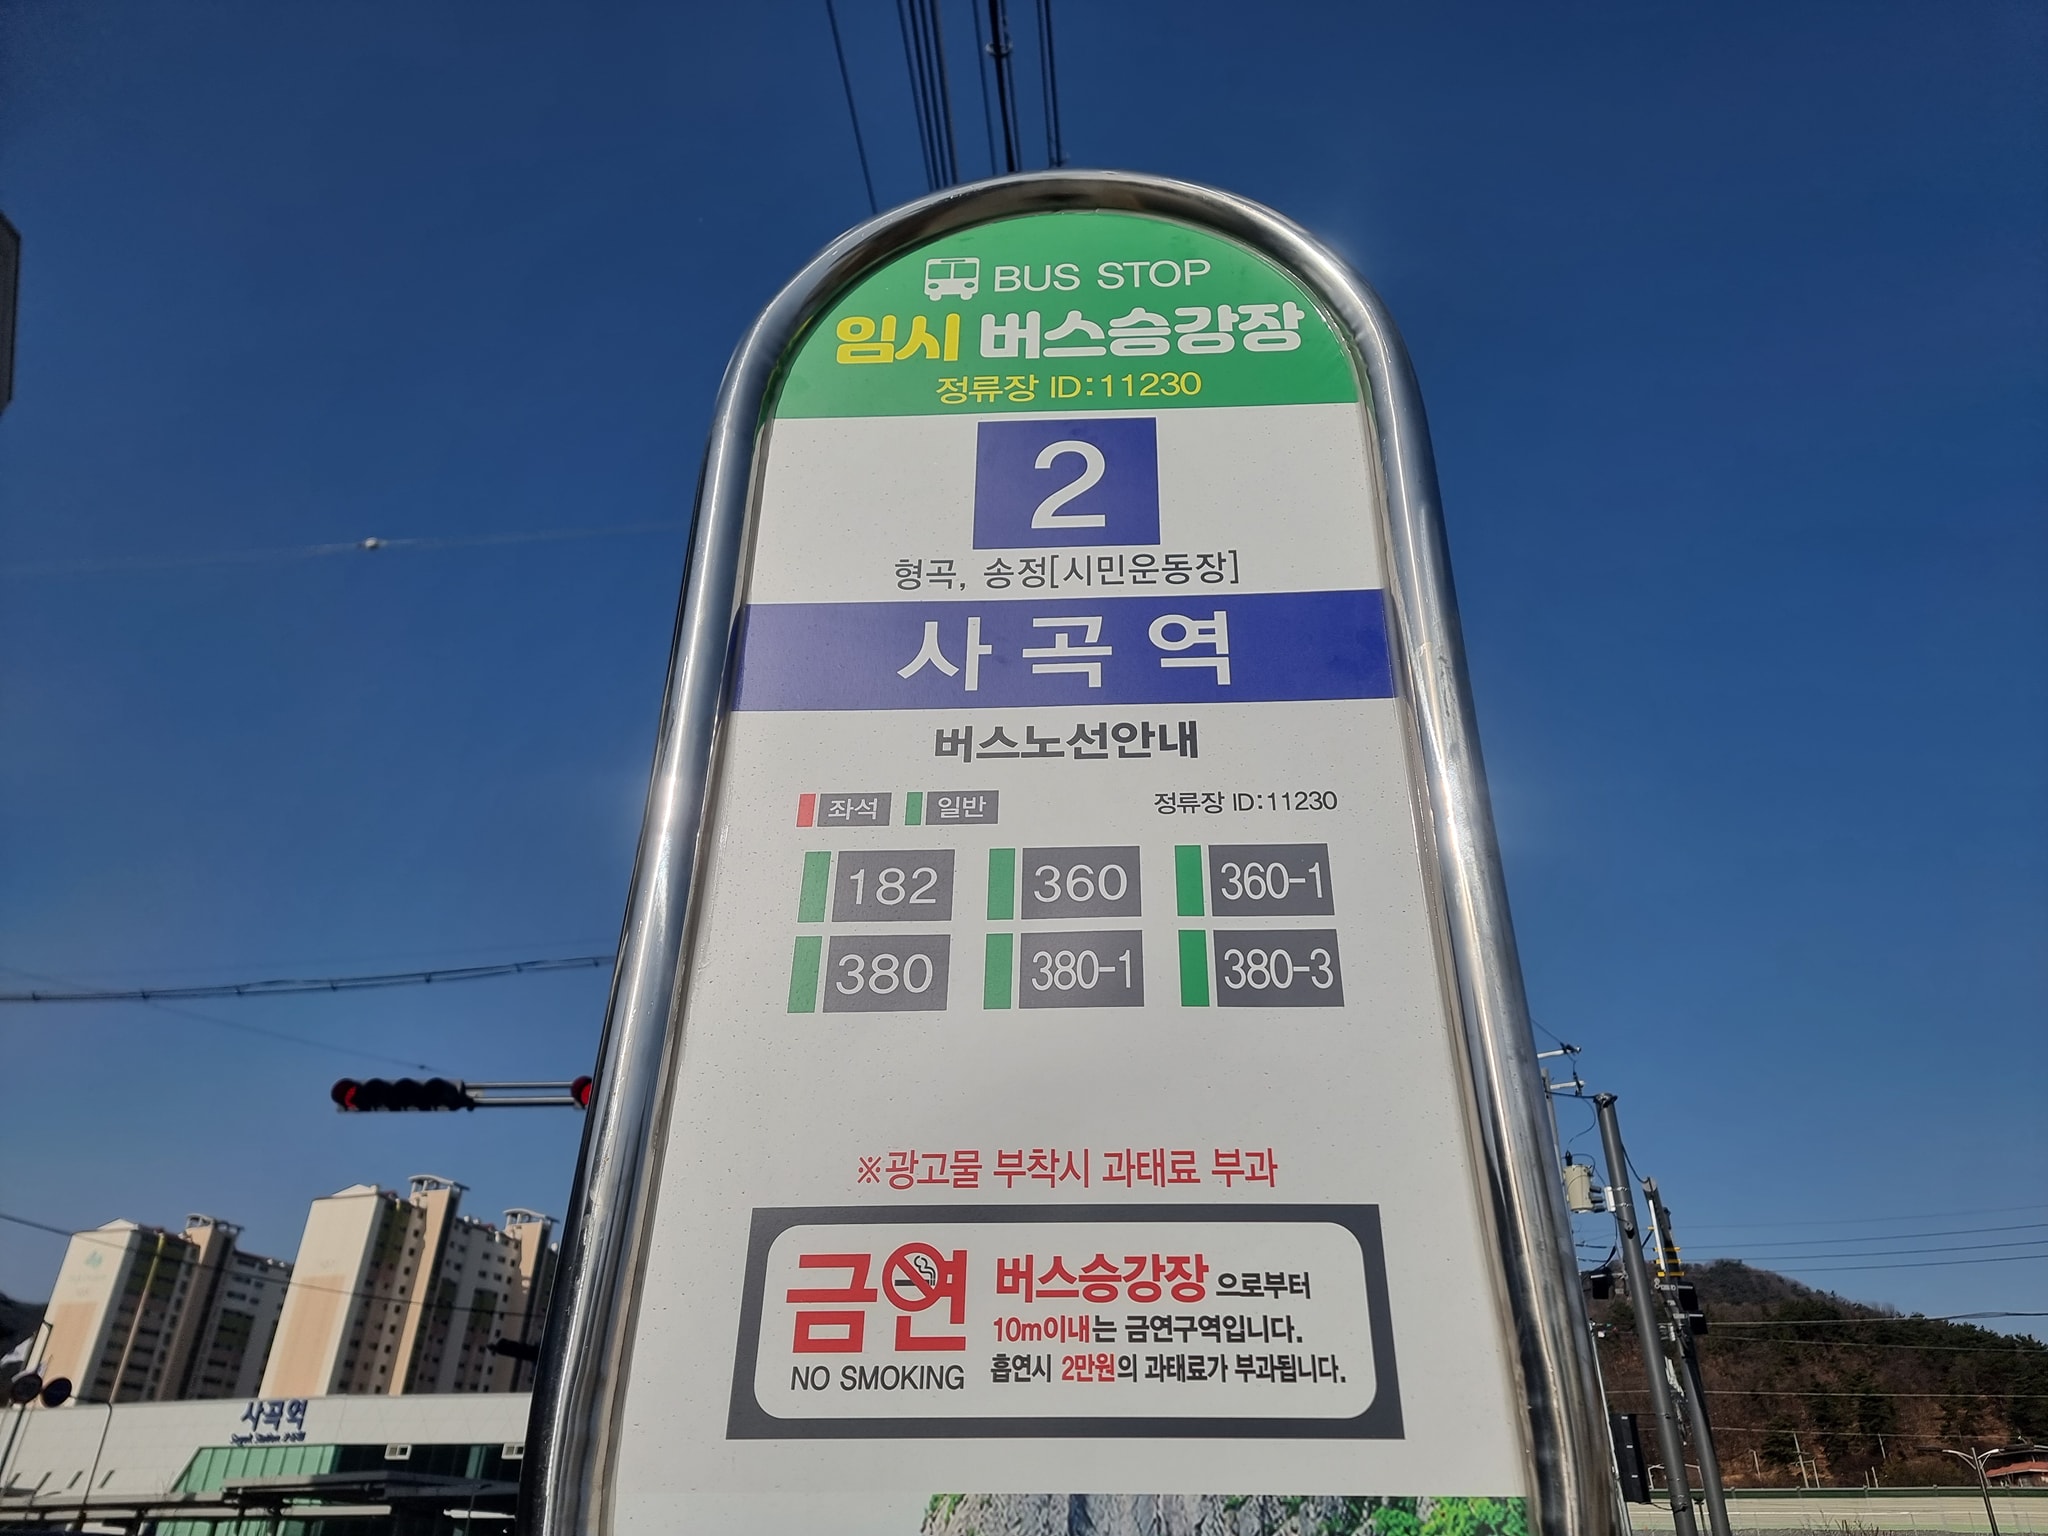 BUS STOP
임시 버스승강장
정류장 ID:11230
2
형곡, 송정[시민운동장]
사곡역
버스노선안내
좌석 일반 정류장 ID:11230
182 360 360-1
380 380-1 380-3
※광고물 부착시 과태료 부과
금연 버스승강장으로부터
10m이내는 금연구역입니다.
NO SMOKING 흡연시 2만원의 과태료가 부과됩니다.
사곡역
Sagok Station